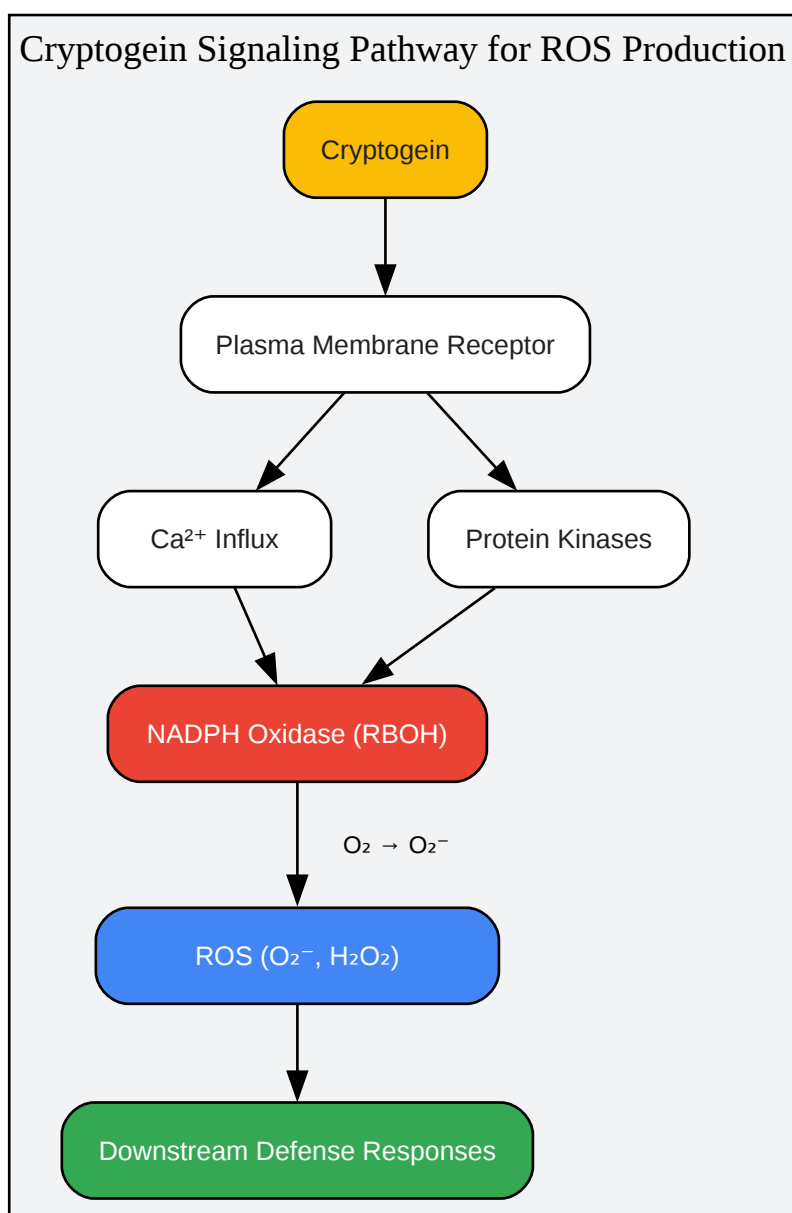 Cryptogein Signaling Pathway for ROS Production
Cryptogein
Plasma Membrane Receptor
Ca²⁺ Influx
Protein Kinases
NADPH Oxidase (RBOH)
O₂ → O₂⁻
ROS (O₂⁻, H₂O₂)
Downstream Defense Responses